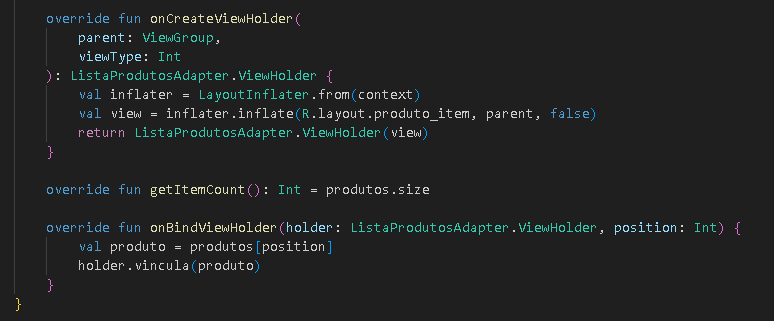 override fun onCreateViewHolder(
parent: ViewGroup,
viewType: Int
): ListaProdutosAdapter.ViewHolder {
val inflater = LayoutInflater.from(context)
val view = inflater.inflate(R.layout.produto_item, parent, false)
return ListaProdutosAdapter.ViewHolder(view)
}
override fun getItemCount(): Int = produtos.size
override fun onBindViewHolder(holder: ListaProdutosAdapter.ViewHolder, position: Int) {
val produto = produtos[position]
holder.vincula(produto)
}
}